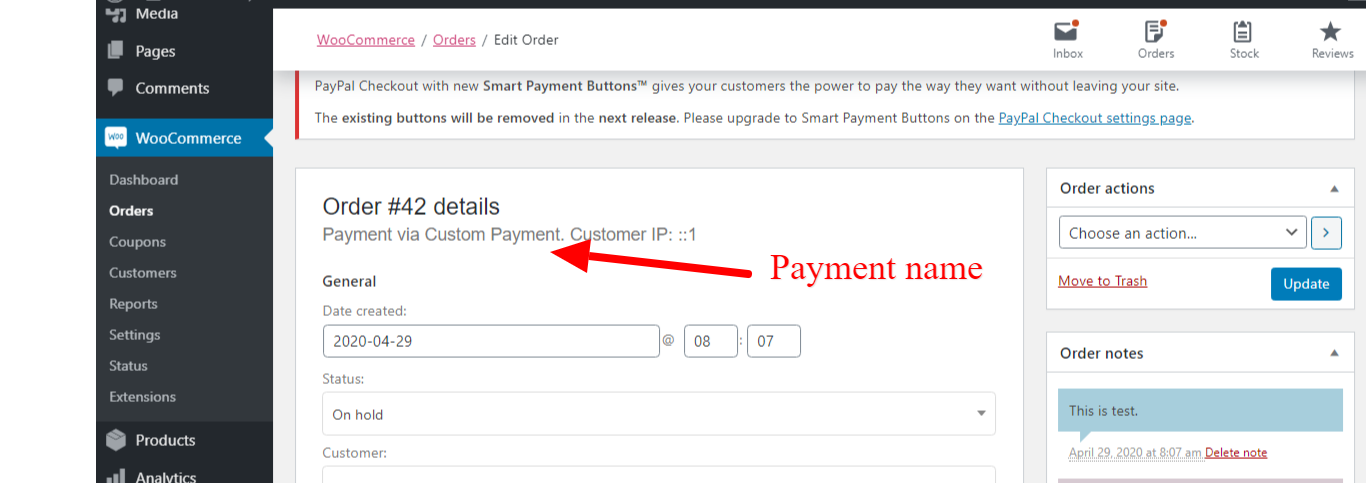 Media
Pages
Comments
WooCommerce
Dashboard
Orders
Coupons
Customers
Reports
Settings
Status
Extensions
Products
Analytics
WooCommerce / Orders / Edit Order
Inbox
Orders
Stock
Reviews
PayPal Checkout with new Smart Payment Buttons™ gives your customers the power to pay the way they want without leaving your site.
The existing buttons will be removed in the next release. Please upgrade to Smart Payment Buttons on the PayPal Checkout settings page.
Order #42 details
Payment via Custom Payment. Customer IP: ::1
Payment name
General
Date created:
2020-04-29 @ 08 : 07
Status:
On hold
Customer:
Order actions
Choose an action...
Move to Trash
Update
Order notes
This is test.
April 29, 2020 at 8:07 am Delete note